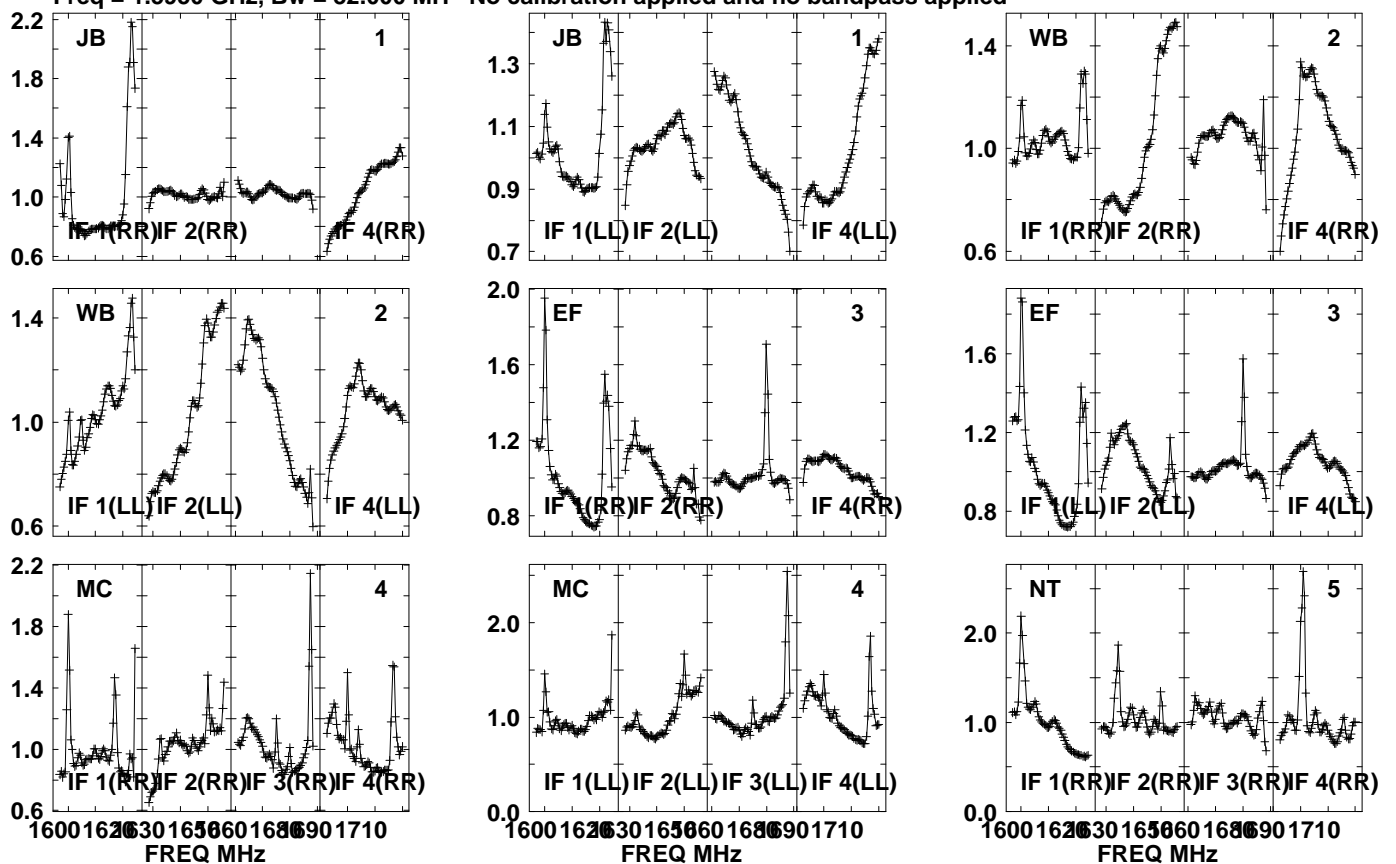 Freq = GHz, Bw = 32.000 MH No calibration applied and no bandpass applied
JB 1
2.2
1.8
1.4
1.0
0.6
IF 1(RR) IF 2(RR) IF 4(RR)
JB 1
1.3
1.1
0.9
0.7
IF 1(LL) IF 2(LL) IF 4(LL)
WB 2
1.4
1.0
0.6
IF 1(RR) IF 2(RR) IF 4(RR)
WB 2
1.4
1.0
0.6
IF 1(LL) IF 2(LL) IF 4(LL)
EF 3
2.0
1.6
1.2
0.8
IF 1(RR) IF 2(RR) IF 4(RR)
EF 3
1.6
1.2
0.8
IF 1(LL) IF 2(LL) IF 4(LL)
MC 4
2.2
1.8
1.4
1.0
0.6
IF 1(RR) IF 2(RR) IF 3(RR) IF 4(RR)
1600 1710
FREQ MHz
MC 4
2.0
1.0
0.0
IF 1(LL) IF 2(LL) IF 3(LL) IF 4(LL)
1600 1710
NT 5
2.0
1.0
0.0
IF 1(RR) IF 2(RR) IF 3(RR) IF 4(RR)
1600 1710
FREQ MHz